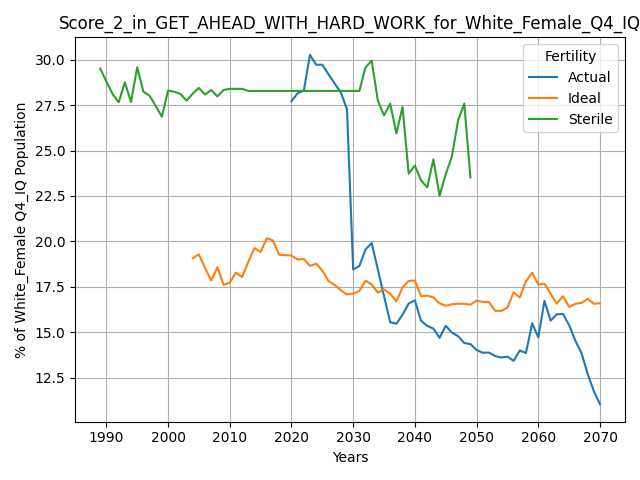 Score_2_in_GET_AHEAD_WITH_HARD_WORK_for_White_Female_Q4_IQ
% of White_Female Q4_IQ Population
30.0
27.5
25.0
22.5
20.0
17.5
15.0
12.5
Fertility
Actual
Ideal
Sterile
1990 2000 2010 2020 2030 2040 2050 2060 2070
Years